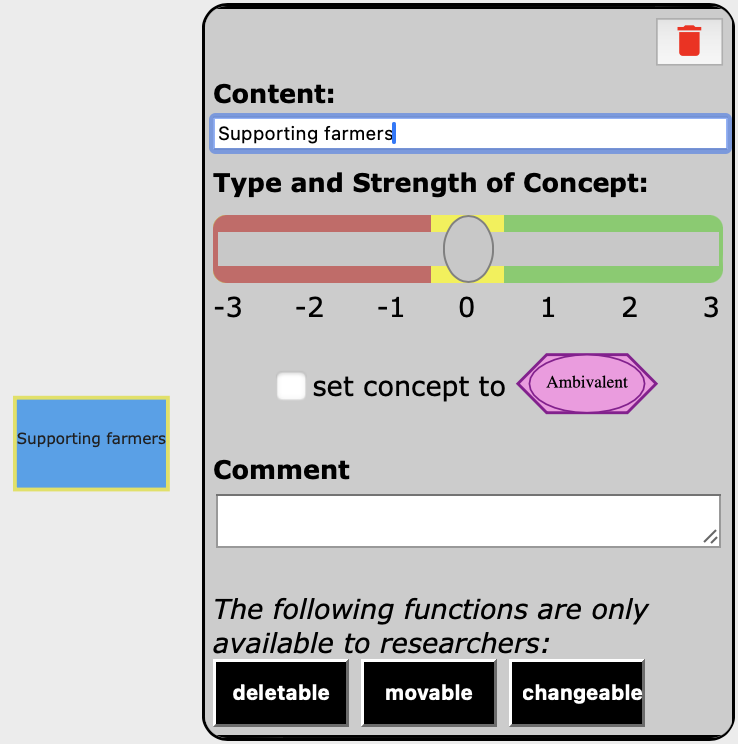 Content:
Supporting farmers
Type and Strength of Concept:
-3 -2 -1 0 1 2 3
set concept to Ambivalent
Supporting farmers
Comment
The following functions are only
available to researchers:
deletable movable changeable